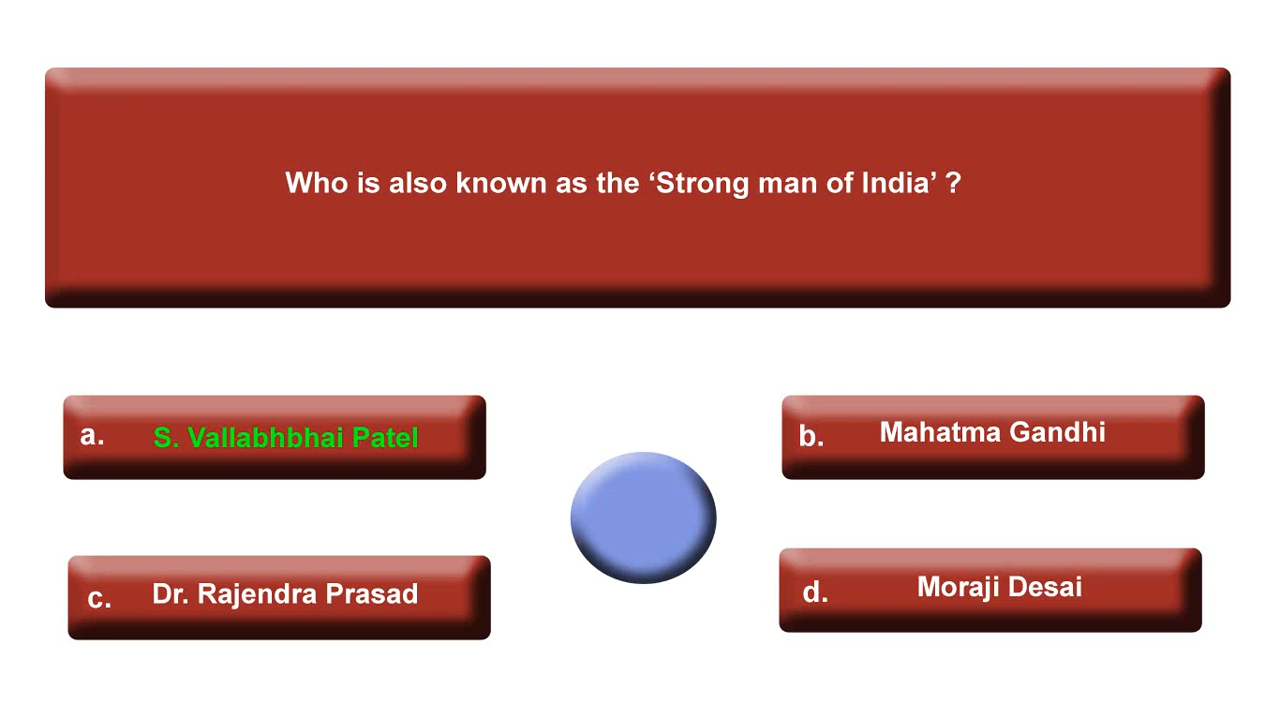 Who is also known as the ‘Strong man of India’ ?
a. S. Vallabhbhai Patel
b. Mahatma Gandhi
c. Dr. Rajendra Prasad
d. Moraji Desai